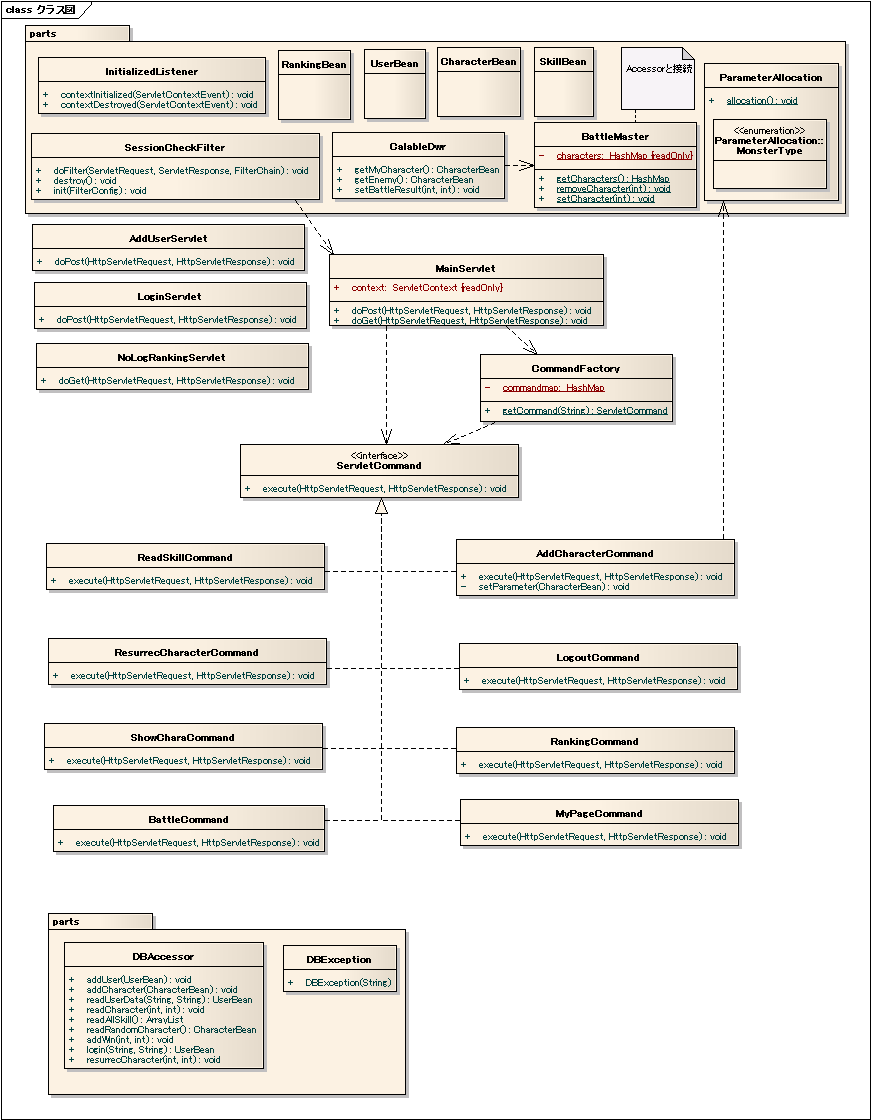 class クラス図
parts
InitializedListener
+ contextInitialized(ServletContextEvent) : void
+ contextDestroyed(ServletContextEvent) : void
RankingBean
UserBean
CharacterBean
SkillBean
Accessorと接続
ParameterAllocation
+ allocation() : void
<<enumeration>>
ParameterAllocation::
MonsterType
SessionCheckFilter
+ doFilter(ServletRequest, ServletResponse, FilterChain) : void
+ destroy() : void
+ init(FilterConfig) : void
CalableDwr
+ getMyCharacter() : CharacterBean
+ getEnemy() : CharacterBean
+ setBattleResult(int, int) : void
BattleMaster
- characters: HashMap {readOnly}
+ getCharacters() : HashMap
+ removeCharacter(int) : void
+ setCharacter(int) : void
AddUserServlet
+ doPost(HttpServletRequest, HttpServletResponse) : void
MainServlet
+ context: ServletContext {readOnly}
+ doPost(HttpServletRequest, HttpServletResponse) : void
+ doGet(HttpServletRequest, HttpServletResponse) : void
LoginServlet
+ doPost(HttpServletRequest, HttpServletResponse) : void
NoLogRankingServlet
+ doGet(HttpServletRequest, HttpServletResponse) : void
CommandFactory
- commandmap: HashMap
+ getCommand(String) : ServletCommand
<<interface>>
ServletCommand
+ execute(HttpServletRequest, HttpServletResponse) : void
ReadSkillCommand
+ execute(HttpServletRequest, HttpServletResponse) : void
AddCharacterCommand
+ execute(HttpServletRequest, HttpServletResponse) : void
- setParameter(CharacterBean) : void
ResurrecCharacterCommand
+ execute(HttpServletRequest, HttpServletResponse) : void
LogoutCommand
+ execute(HttpServletRequest, HttpServletResponse) : void
ShowCharaCommand
+ execute(HttpServletRequest, HttpServletResponse) : void
RankingCommand
+ execute(HttpServletRequest, HttpServletResponse) : void
BattleCommand
+ execute(HttpServletRequest, HttpServletResponse) : void
MyPageCommand
+ execute(HttpServletRequest, HttpServletResponse) : void
parts
DBAccessor
+ addUser(UserBean) : void
+ addCharacter(CharacterBean) : void
+ readUserData(String, String) : UserBean
+ readCharacter(int, int) : void
+ readAllSkill() : ArrayList
+ readRandomCharacter() : CharacterBean
+ addWin(int, int) : void
+ login(String, String) : UserBean
+ resurrecCharacter(int, int) : void
DBException
+ DBException(String)